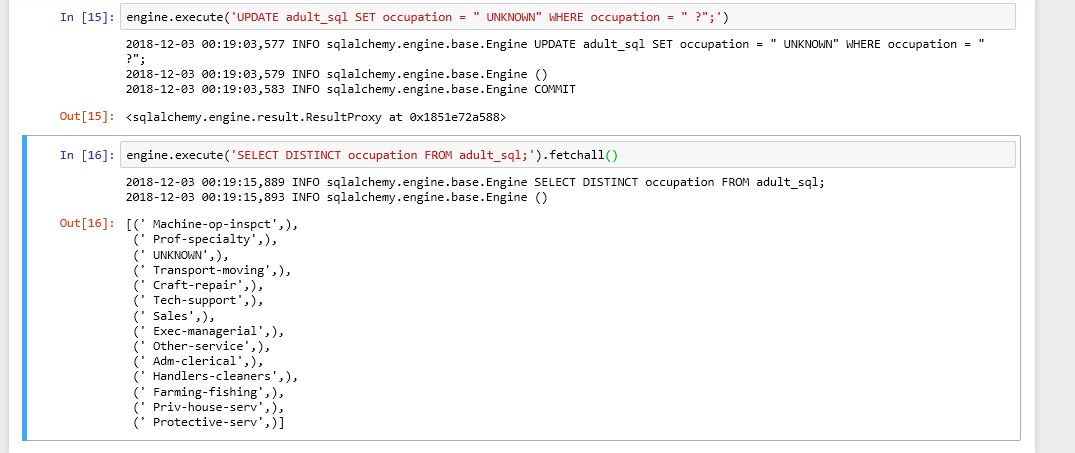 In [15]: engine.execute('UPDATE adult_sql SET occupation = " UNKNOWN" WHERE occupation = " ?";')
2018-12-03 00:19:03,577 INFO sqlalchemy.engine.base.Engine UPDATE adult_sql SET occupation = " UNKNOWN" WHERE occupation = "
?";
2018-12-03 00:19:03,579 INFO sqlalchemy.engine.base.Engine ()
2018-12-03 00:19:03,583 INFO sqlalchemy.engine.base.Engine COMMIT
Out[15]: <sqlalchemy.engine.result.ResultProxy at 0x1851e72a588>
In [16]: engine.execute('SELECT DISTINCT occupation FROM adult_sql;').fetchall()
2018-12-03 00:19:15,889 INFO sqlalchemy.engine.base.Engine SELECT DISTINCT occupation FROM adult_sql;
2018-12-03 00:19:15,893 INFO sqlalchemy.engine.base.Engine ()
Out[16]: [(' Machine-op-inspct',),
(' Prof-specialty',),
(' UNKNOWN',),
(' Transport-moving',),
(' Craft-repair',),
(' Tech-support',),
(' Sales',),
(' Exec-managerial',),
(' Other-service',),
(' Adm-clerical',),
(' Handlers-cleaners',),
(' Farming-fishing',),
(' Priv-house-serv',),
(' Protective-serv',)]